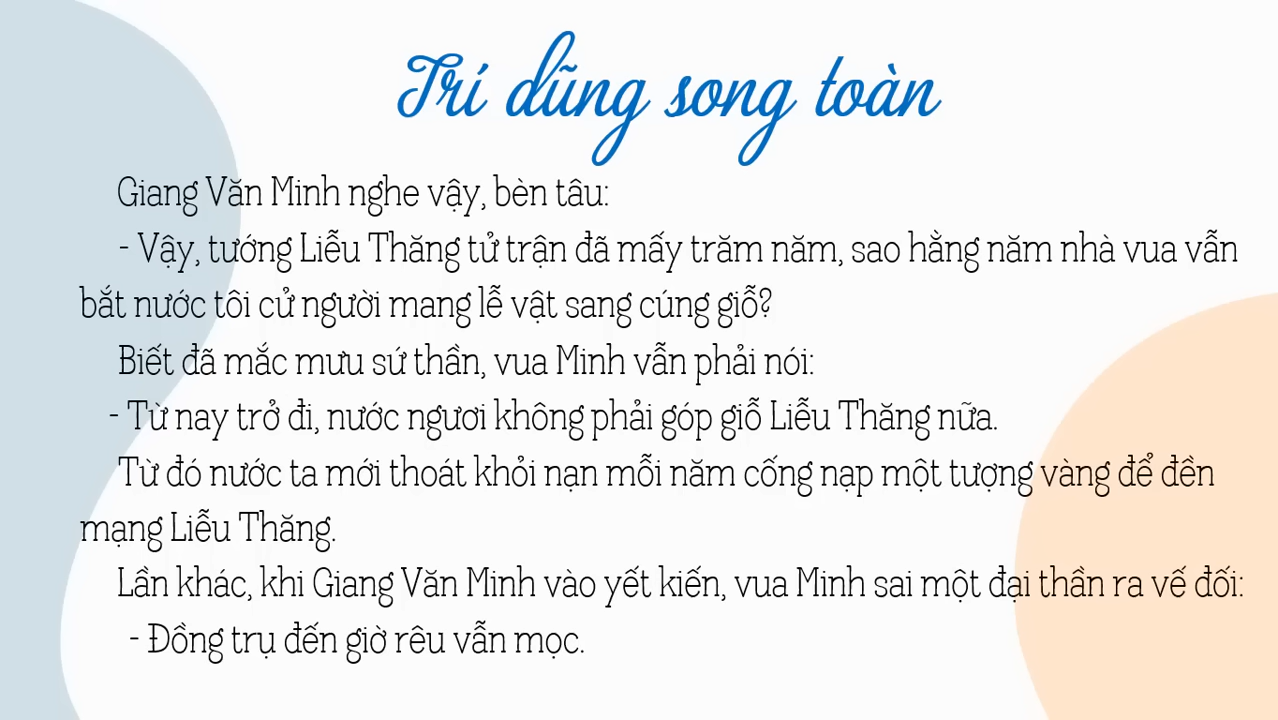 Trí dũng song toàn
Giang Văn Minh nghe vậy, bèn tâu:
- Vậy, tướng Liễu Thăng tử trận đã mấy trăm năm, sao hằng năm nhà vua vẫn
bắt nước tôi cử người mang lễ vật sang cúng giỗ?
Biết đã mắc mưu sứ thần, vua Minh vẫn phải nói:
- Từ nay trở đi, nước ngươi không phải góp giỗ Liễu Thăng nữa.
Từ đó nước ta mới thoát khỏi nạn mỗi năm cống nạp một tượng vàng để đền
mạng Liễu Thăng.
Lần khác, khi Giang Văn Minh vào yết kiến, vua Minh sai một đại thần ra vế đối:
- Đồng trụ đến giờ rêu vẫn mọc.